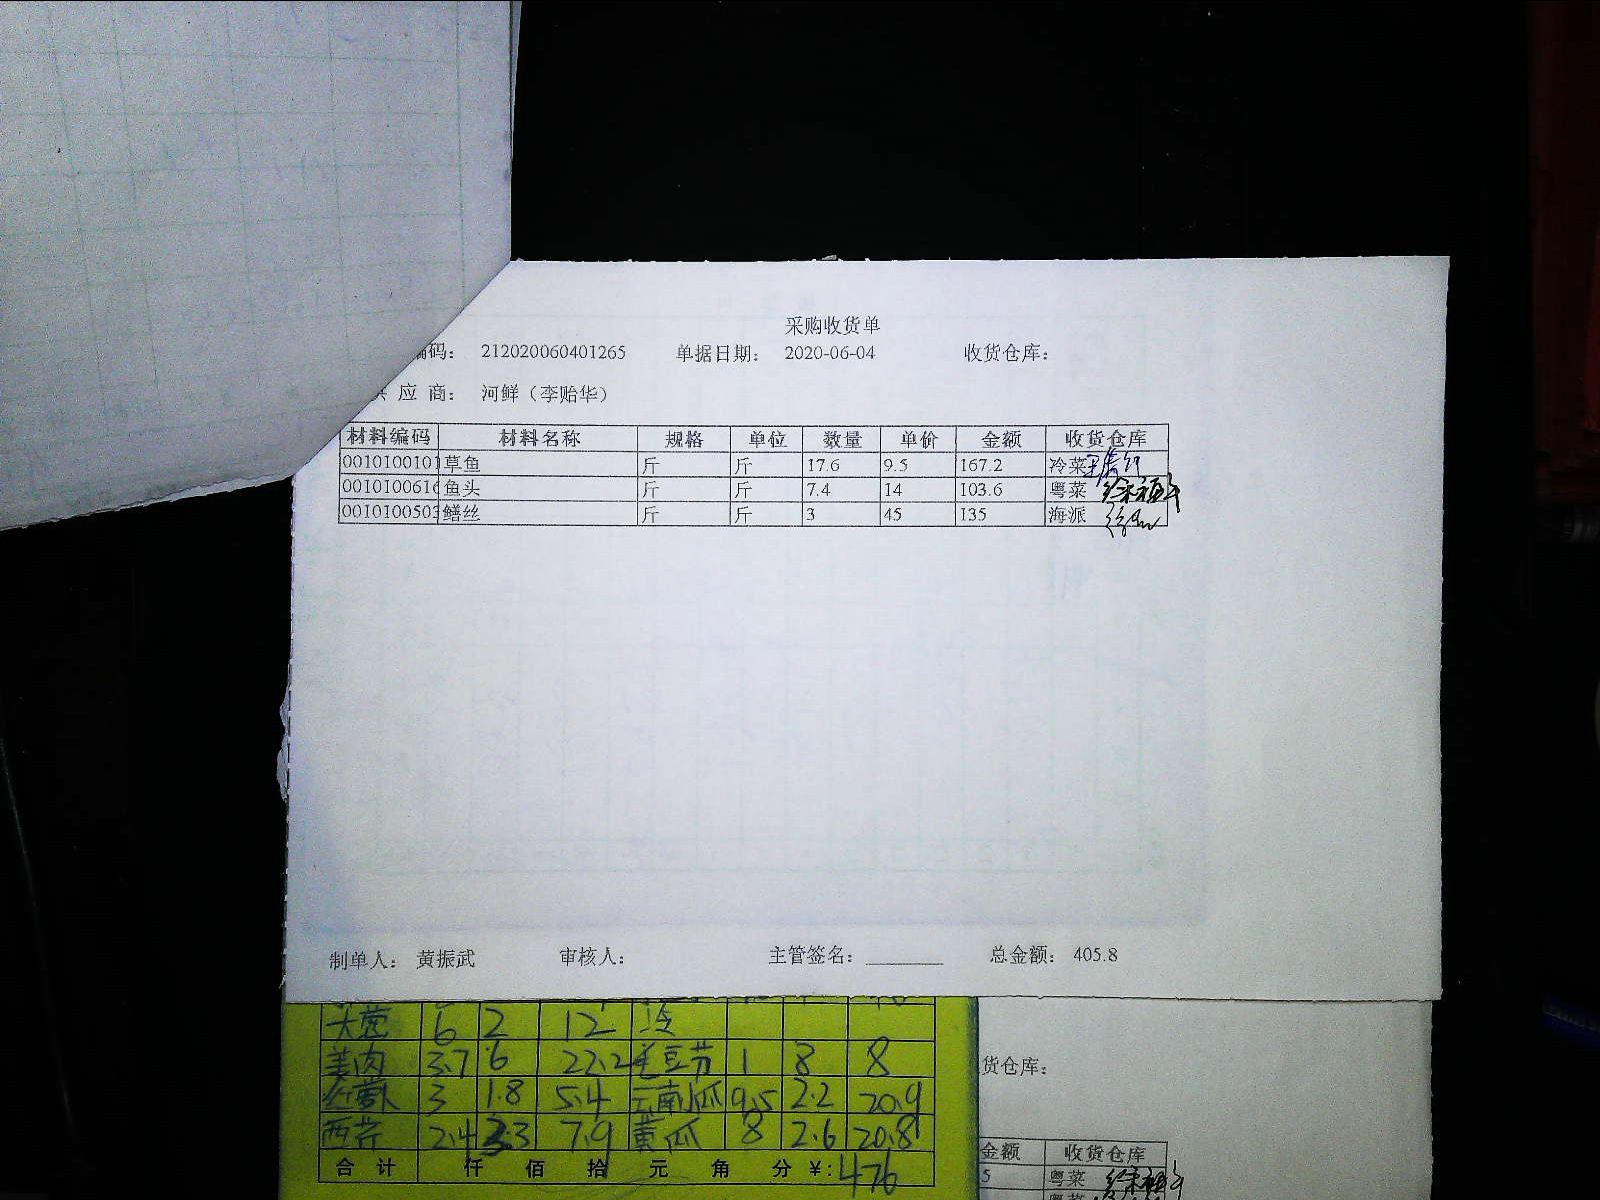 采购收货单
编码： 212020060401265 单据日期： 2020-06-04 收货仓库：
应 商： 河鲜（李贻华）
材料编码 材料名称 规格 单位 数量 单价 金额 收货仓库
0010100101 草鱼 斤 斤 17.6 9.5 167.2 冷菜
001010061 鱼头 斤 斤 7.4 14 103.6 粤菜
001010050 鳝丝 斤 斤 3 45 135 海派
制单人： 黄振武 审核人： 主管签名： 总金额： 405.8
大葱 6 2 12 冷
姜肉 3.7 6 22.2 毛豆节 1 8 8
3 1.8 5.4 云南小瓜 9.5 2.2 20.9
西芹 2.4 3.3 7.9 黄瓜 8 2.6 20.8
合 计 仟 佰 拾 元 角 分 ¥: 476
货仓库：
金额 收货仓库
5 粤菜